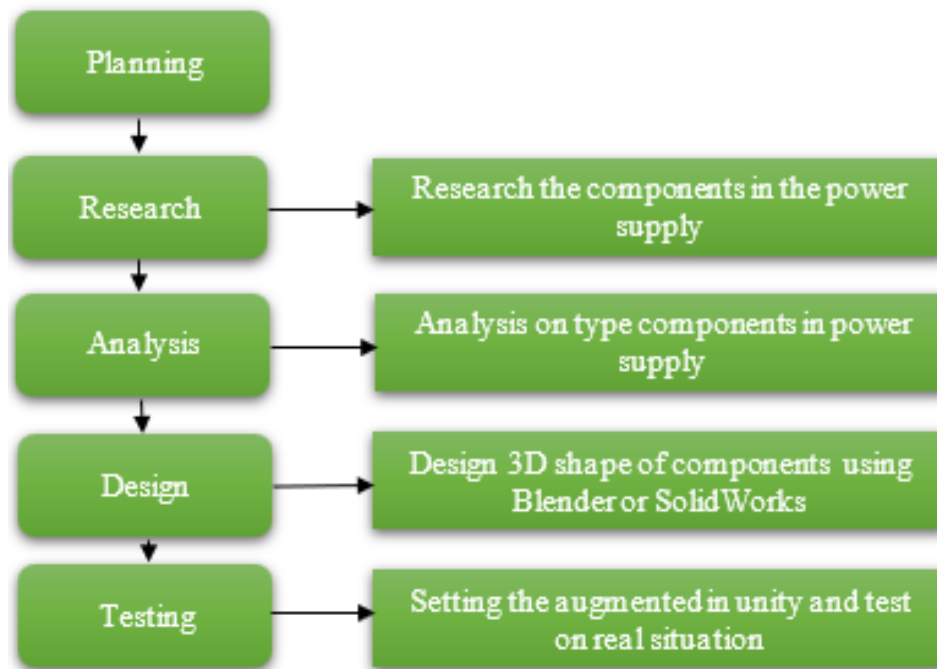 Planning
Research
Research the components in the power
supply
Analysis
Analysis on type components in power
supply
Design
Design 3D shape of components using
Blender or SolidWorks
Testing
Setting the augmented in unity and test
on real situation